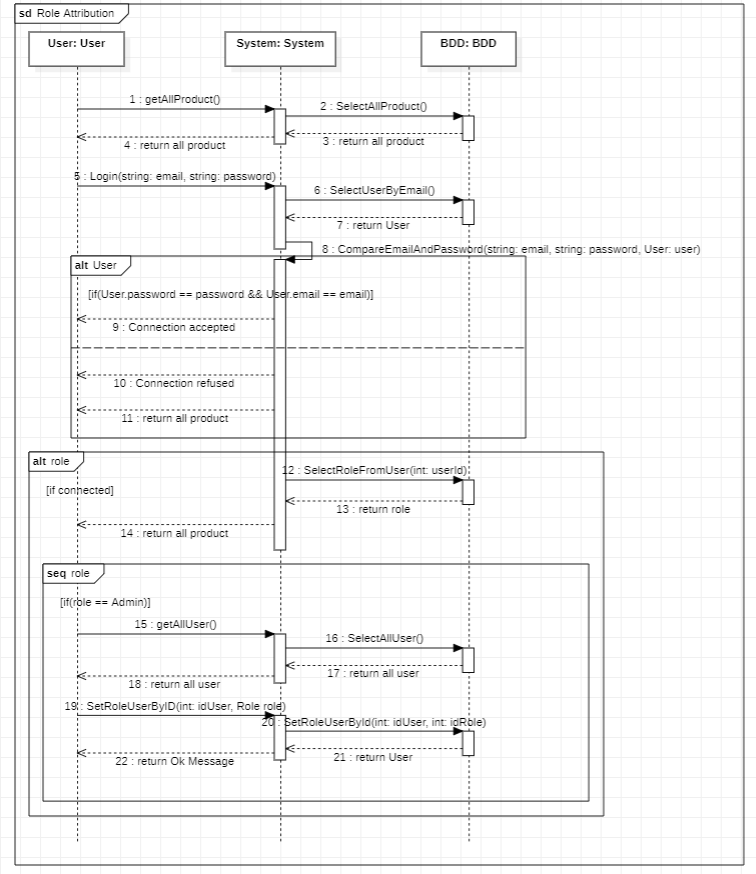 sd Role Attribution
User: User
System: System
BDD: BDD
1 : getAllProduct()
2 : SelectAllProduct()
3 : return all product
4 : return all product
5 : Login(string: email, string: password)
6 : SelectUserByEmail()
7 : return User
8 : CompareEmailAndPassword(string: email, string: password, User: user)
alt User
[if(User.password == password && User.email == email)]
9 : Connection accepted
10 : Connection refused
11 : return all product
alt role
12 : SelectRoleFromUser(int: userId)
[if connected]
13 : return role
14 : return all product
seq role
[if(role == Admin)]
15 : getAllUser()
16 : SelectAllUser()
17 : return all user
18 : return all user
19 : SetRoleUserByID(int: idUser, Role role)
20 : SetRoleUserById(int: idUser, int: idRole)
21 : return User
22 : return Ok Message